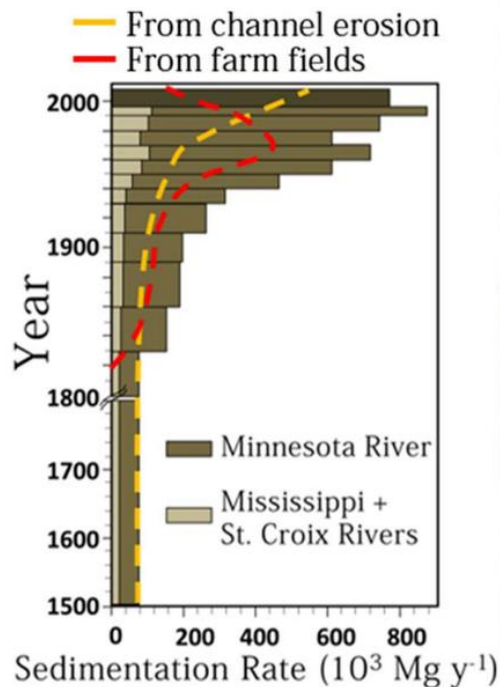 From channel erosion
From farm fields
2000
1900
1800
1700
1600
1500
Year
Minnesota River
Mississippi +
St. Croix Rivers
0 200 400 600 800
Sedimentation Rate (10³ Mg y⁻¹)